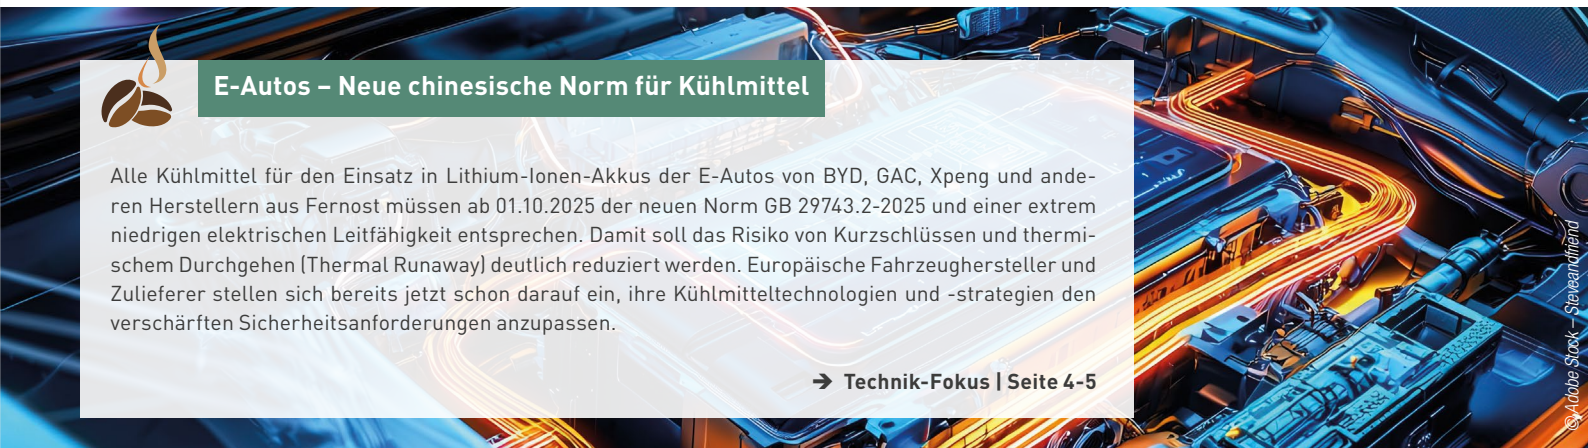 E-Autos – Neue chinesische Norm für Kühlmittel
Alle Kühlmittel für den Einsatz in Lithium-Ionen-Akkus der E-Autos von BYD, GAC, Xpeng und ande-
ren Herstellern aus Fernost müssen ab 01.10.2025 der neuen Norm GB 29743.2-2025 und einer extrem
niedrigen elektrischen Leitfähigkeit entsprechen. Damit soll das Risiko von Kurzschlüssen und thermi-
schem Durchgehen (Thermal Runaway) deutlich reduziert werden. Europäische Fahrzeughersteller und
Zulieferer stellen sich bereits jetzt schon darauf ein, ihre Kühlmitteltechnologien und -strategien den
verschärften Sicherheitsanforderungen anzupassen.
➔ Technik-Fokus | Seite 4-5
©Adobe Stock – Steveandfriend